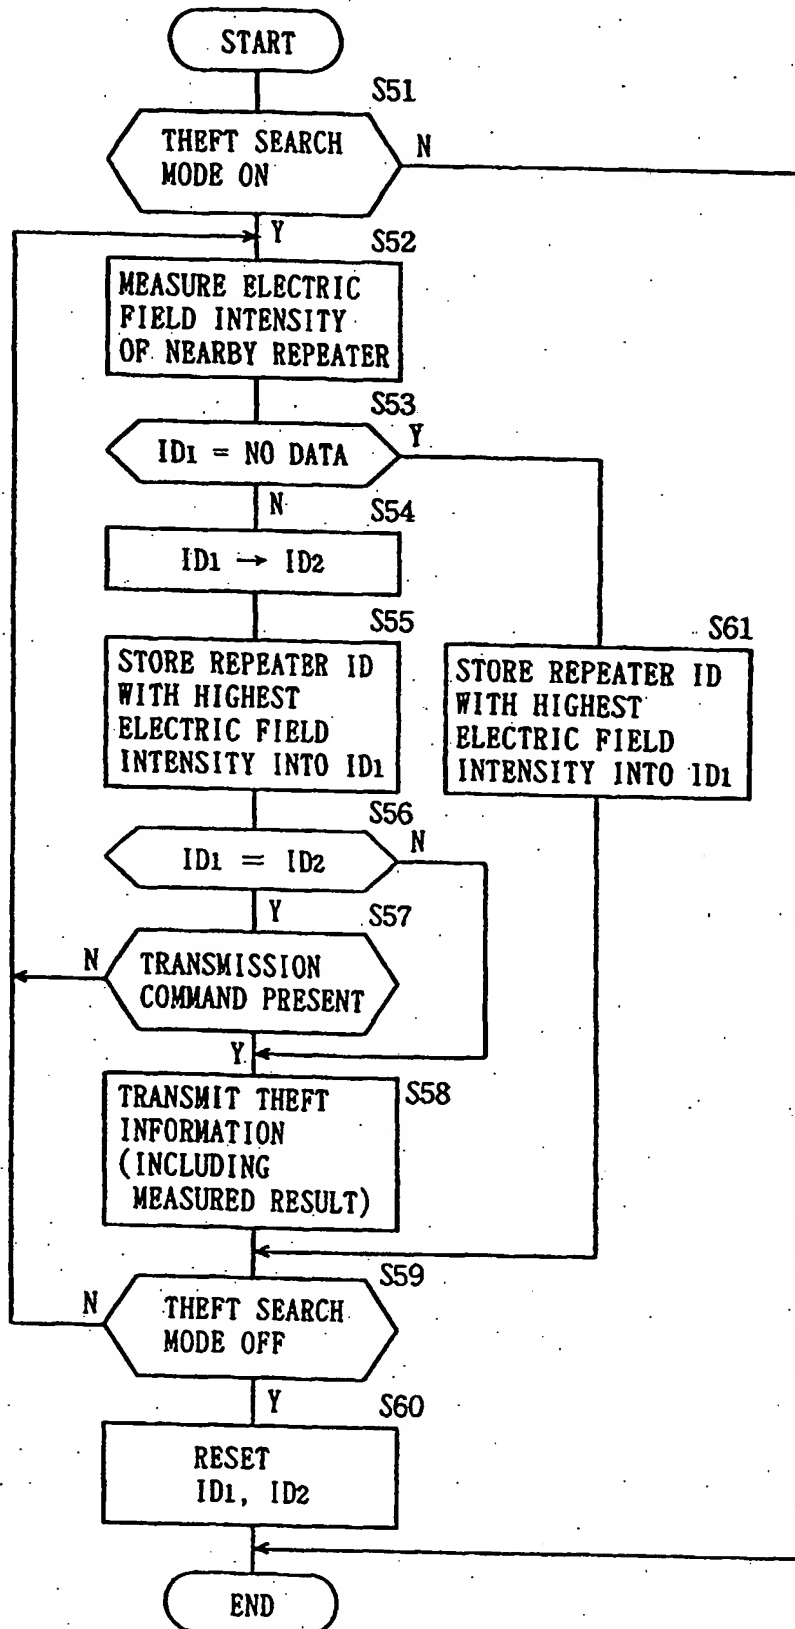 START
S51
THEFT SEARCH
MODE ON
N
Y
S52
MEASURE ELECTRIC
FIELD INTENSITY
OF NEARBY REPEATER
S53
ID1 = NO DATA
Y
N
S54
ID1 → ID2
S55
STORE REPEATER ID
WITH HIGHEST
ELECTRIC FIELD
INTENSITY INTO ID1
S61
STORE REPEATER ID
WITH HIGHEST
ELECTRIC FIELD
INTENSITY INTO ID1
S56
ID1 = ID2
N
Y
S57
N
TRANSMISSION
COMMAND PRESENT
Y
S58
TRANSMIT THEFT
INFORMATION
(INCLUDING
MEASURED RESULT)
S59
N
THEFT SEARCH
MODE OFF
Y
S60
RESET
ID1, ID2
END